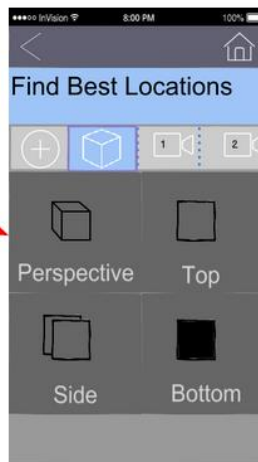 InVision 8:00 PM 100%
Find Best Locations
1 2
Perspective Top
Side Bottom